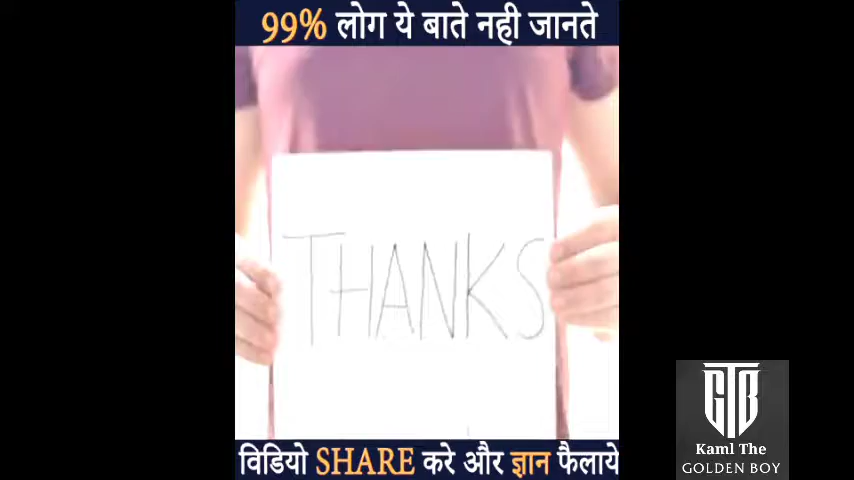 99% लोग ये बाते नही जानते
THANKS
विडियो SHARE करे और ज्ञान फैलाये
GTB
Kaml The
GOLDEN BOY